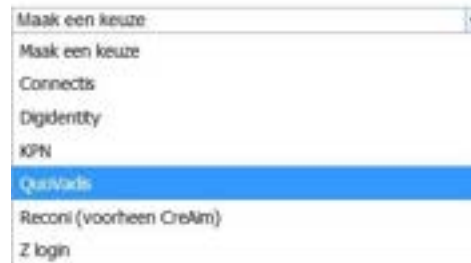 Maak een keuze
Maak een keuze
Connectis
Digidentity
KPN
QuoVadis
Reconi (voorheen CreAim)
Z login